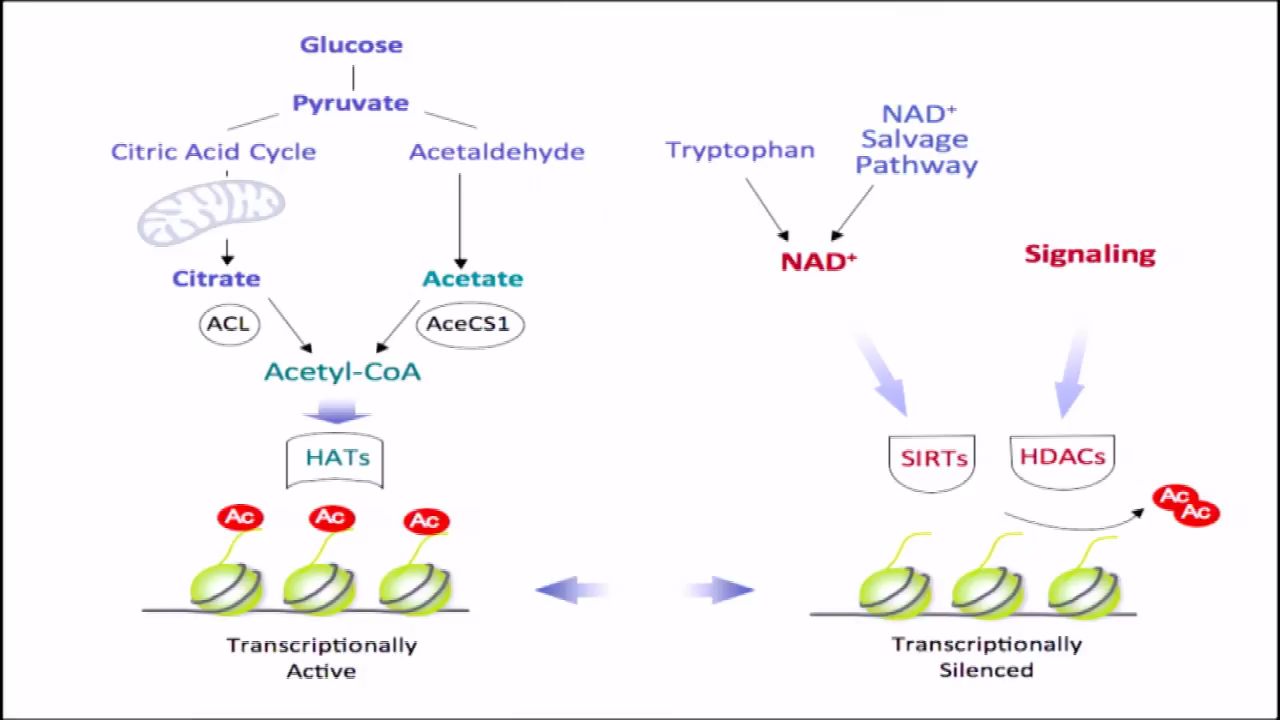 Glucose
Pyruvate
Citric Acid Cycle
Acetaldehyde
Citrate
Acetate
ACL
AceCS1
Acetyl-CoA
HATs
Ac
Ac
Ac
Transcriptionally
Active
Tryptophan
NAD⁺
Salvage
Pathway
NAD⁺
Signaling
SIRTs
HDACs
Ac
Ac
Transcriptionally
Silenced